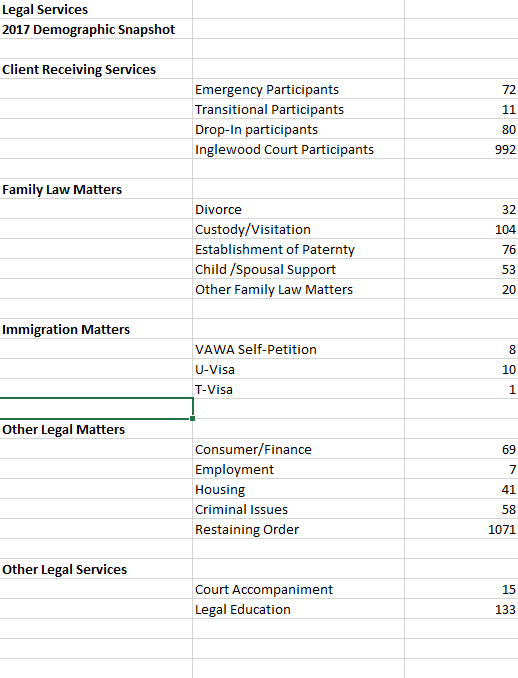 Legal Services
2017 Demographic Snapshot
Client Receiving Services
Emergency Participants 72
Transitional Participants 11
Drop-In participants 80
Inglewood Court Participants 992
Family Law Matters
Divorce 32
Custody/Visitation 104
Establishment of Paternty 76
Child /Spousal Support 53
Other Family Law Matters 20
Immigration Matters
VAWA Self-Petition 8
U-Visa 10
T-Visa 1
Other Legal Matters
Consumer/Finance 69
Employment 7
Housing 41
Criminal Issues 58
Restaining Order 1071
Other Legal Services
Court Accompaniment 15
Legal Education 133